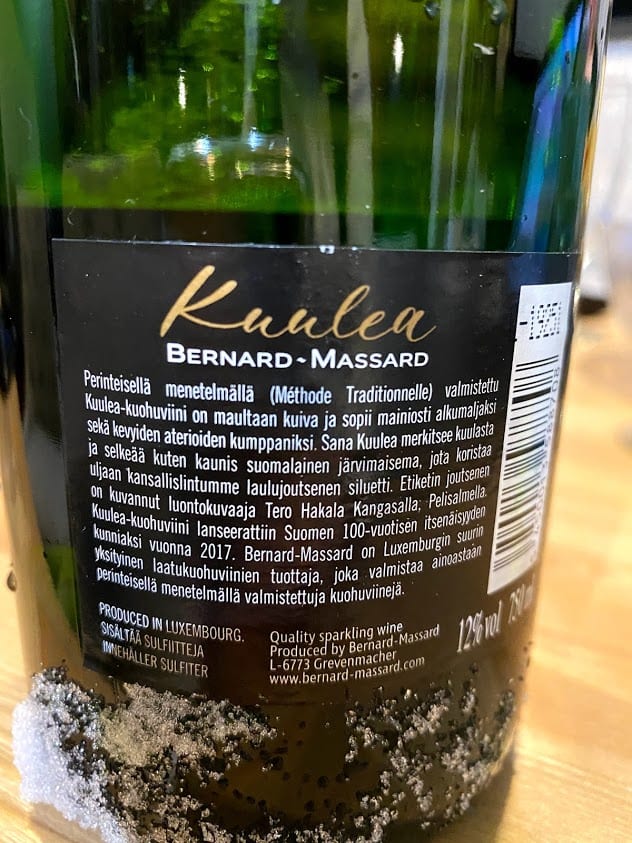 Kuulea
BERNARD~MASSARD
Perinteisellä menetelmällä (Méthode Traditionnelle) valmistettu
Kuulea-kuohuviini on maultaan kuiva ja sopii mainiosti alkumaljaksi
sekä kevyiden aterioiden kumppaniksi. Sana Kuulea merkitsee kuulasta
ja selkeää kuten kaunis suomalainen järvimaisema, jota koristaa
uljaan kansallislintumme laulujoutsenen siluetti. Etiketin joutsenen
on kuvannut luontokuvaaja Tero Hakala Kangasalla, Pelisalmella.
Kuulea-kuohuviini lanseerattiin Suomen 100-vuotisen itsenäisyyden
kunniaksi vuonna 2017. Bernard-Massard on Luxemburgin suurin
yksityinen laatukuohuviinien tuottaja, joka valmistaa ainoastaan
perinteisellä menetelmällä valmistettuja kuohuviinejä.
PRODUCED IN LUXEMBOURG.
SISÄLTÄÄ SULFIITTEJA
INNEHÅLLER SULFITER
Quality sparkling wine
Produced by Bernard-Massard
L-6773 Grevenmacher
www.bernard-massard.com
12% vol 750 m